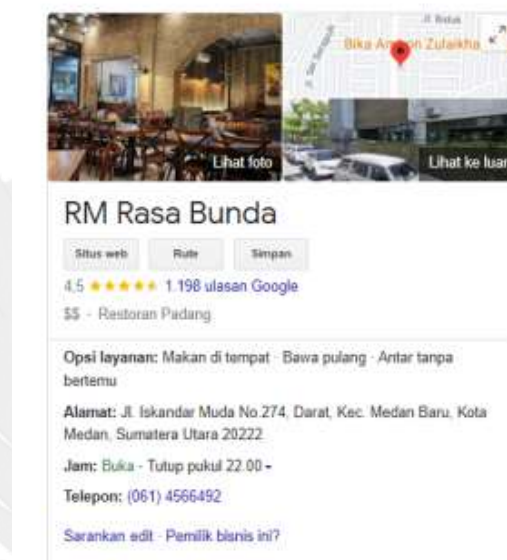 Jl. Iskandar
Bika Am on Zulaikha
Lihat foto
Lihat ke luar
RM Rasa Bunda
Situs web
Rute
Simpan
4,5 1.198 ulasan Google
$$ · Restoran Padang
Opsi layanan: Makan di tempat · Bawa pulang · Antar tanpa
bertemu
Alamat: Jl. Iskandar Muda No.274, Darat, Kec. Medan Baru, Kota
Medan, Sumatera Utara 20222
Jam: Buka · Tutup pukul 22.00
Telepon: (061) 4566492
Sarankan edit · Pemilik bisnis ini?